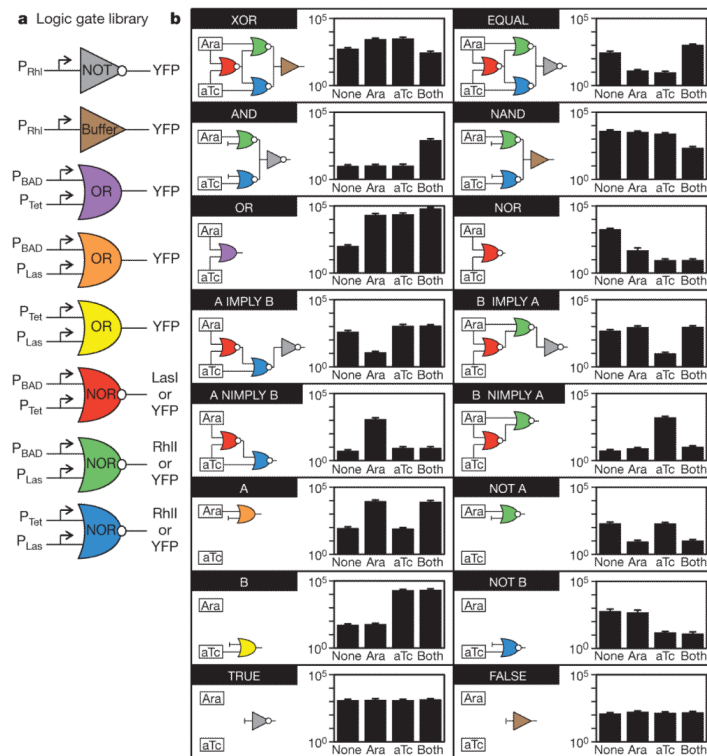 a Logic gate library
P_Rhl NOT YFP
P_Rhl Buffer YFP
P_BAD
P_Tet
OR YFP
P_BAD
P_Las
OR YFP
P_Tet
P_Las
OR YFP
P_BAD
P_Tet
NOR
LasI
or
YFP
P_BAD
P_Las
NOR
RhlI
or
YFP
P_Tet
P_Las
NOR
RhlI
or
YFP
b
XOR
Ara
aTc
10^5
10^0
None Ara aTc Both
EQUAL
Ara
aTc
10^5
10^0
None Ara aTc Both
AND
Ara
aTc
10^5
10^0
None Ara aTc Both
NAND
Ara
aTc
10^5
10^0
None Ara aTc Both
OR
Ara
aTc
10^5
10^0
None Ara aTc Both
NOR
Ara
aTc
10^5
10^0
None Ara aTc Both
A IMPLY B
Ara
aTc
10^5
10^0
None Ara aTc Both
B IMPLY A
Ara
aTc
10^5
10^0
None Ara aTc Both
A NIMPLY B
Ara
aTc
10^5
10^0
None Ara aTc Both
B NIMPLY A
Ara
aTc
10^5
10^0
None Ara aTc Both
A
Ara
aTc
10^5
10^0
None Ara aTc Both
NOT A
Ara
aTc
10^5
10^0
None Ara aTc Both
B
Ara
aTc
10^5
10^0
None Ara aTc Both
NOT B
Ara
aTc
10^5
10^0
None Ara aTc Both
TRUE
Ara
aTc
10^5
10^0
None Ara aTc Both
FALSE
Ara
aTc
10^5
10^0
None Ara aTc Both